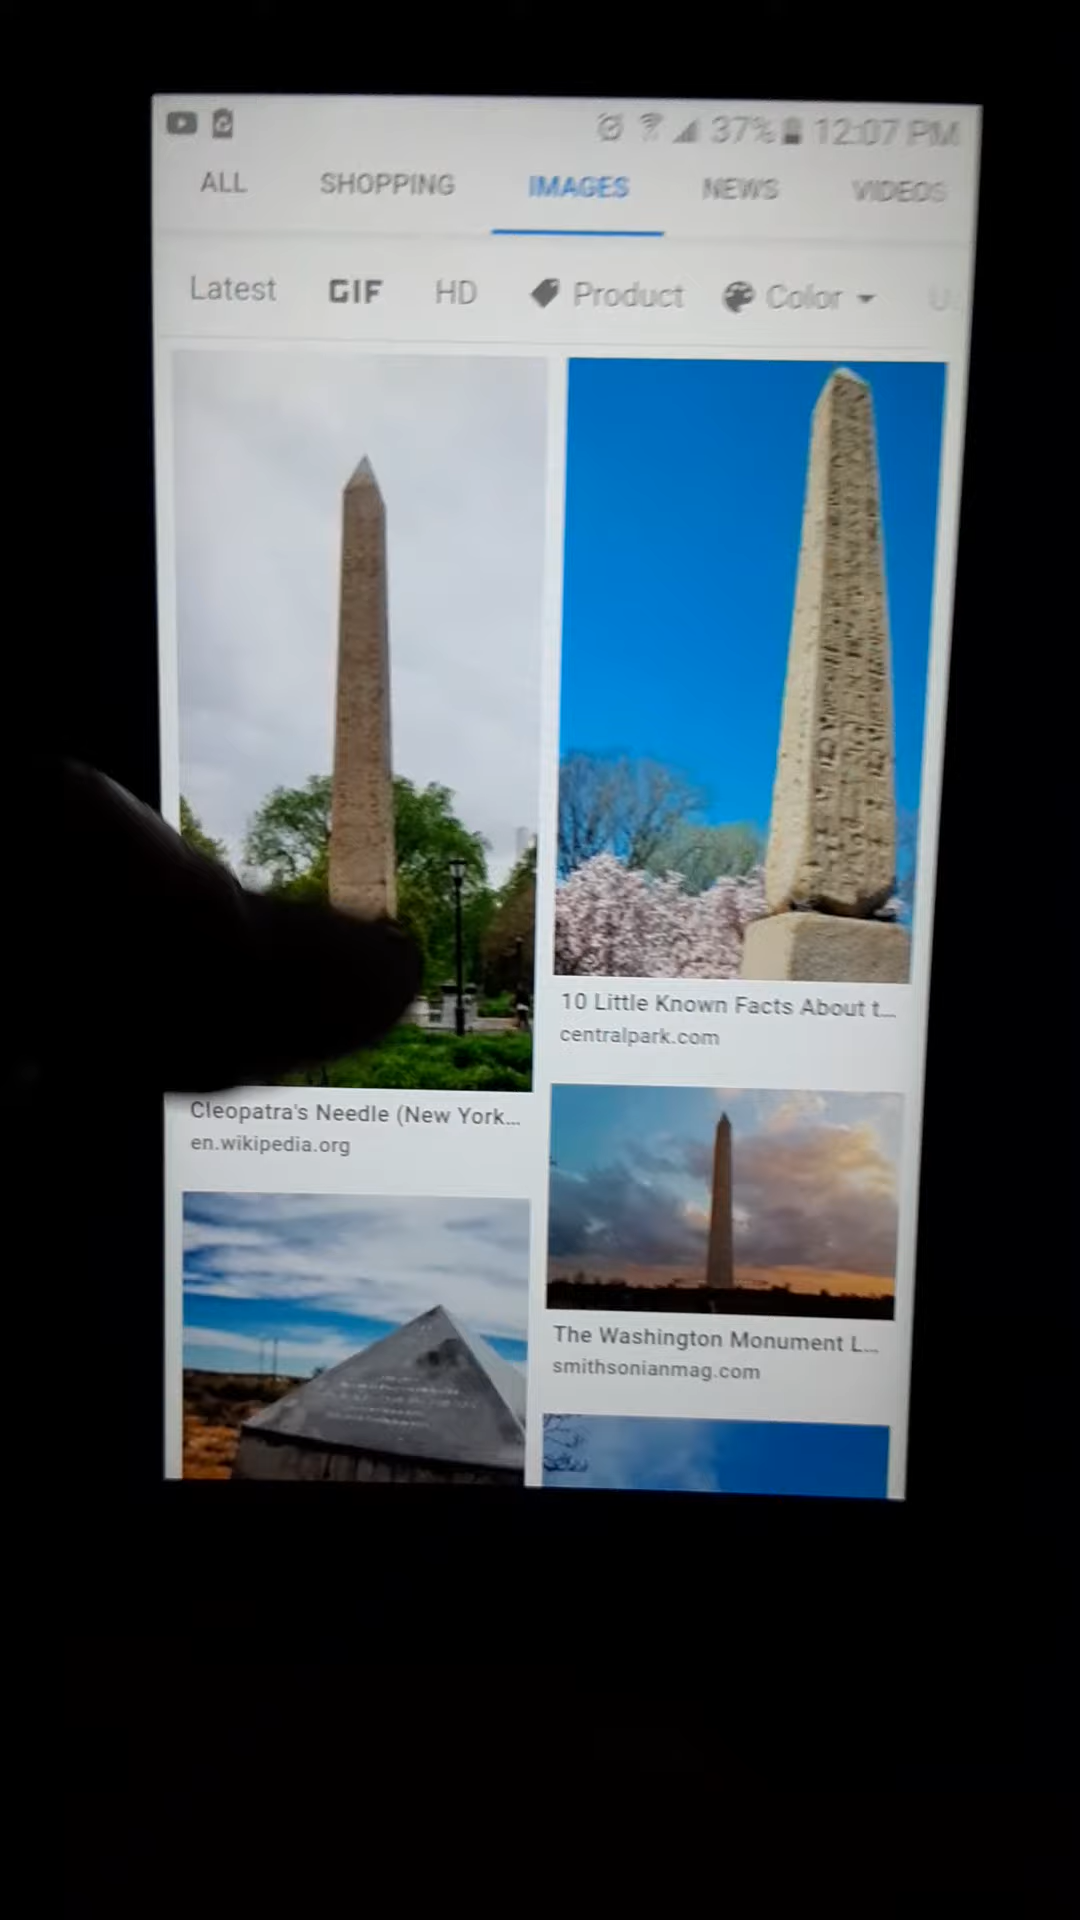 37% 12:07 PM
ALL SHOPPING IMAGES NEWS VIDEOS
Latest GIF HD Product Color
Cleopatra's Needle (New York...
en.wikipedia.org
10 Little Known Facts About t...
centralpark.com
The Washington Monument L...
smithsonianmag.com